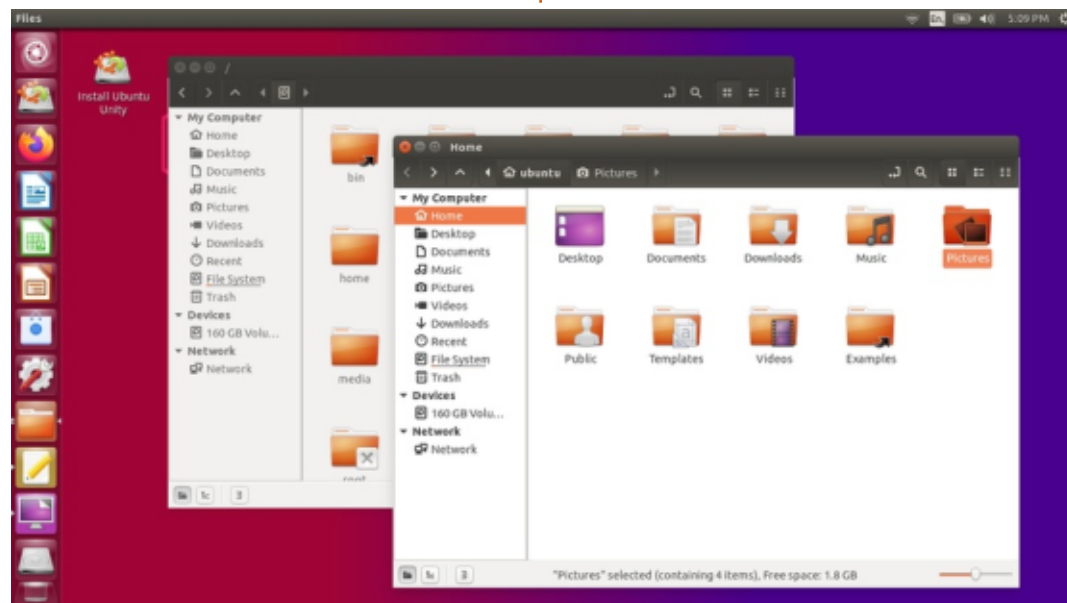 Files
En
5:09 PM
Install Ubuntu
Unity
/
My Computer
Home
Desktop
Documents
Music
Pictures
Videos
Downloads
Recent
File System
Trash
Devices
160 GB Volu...
Network
Network
bin
home
media
root
Home
ubuntu
Pictures
My Computer
Home
Desktop
Documents
Music
Pictures
Videos
Downloads
Recent
File System
Trash
Devices
160 GB Volu...
Network
Network
Desktop Documents Downloads Music Pictures
Public Templates Videos Examples
"Pictures" selected (containing 4 items), Free space: 1.8 GB